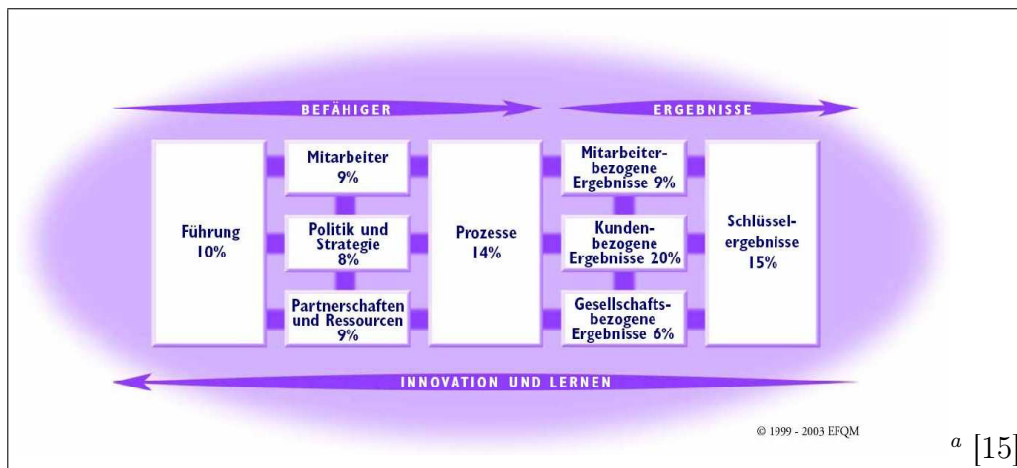 BEFÄHIGER
ERGEBNISSE
Führung
10%
Mitarbeiter
9%
Politik und
Strategie
8%
Partnerschaften
und Ressourcen
9%
Prozesse
14%
Mitarbeiter-
bezogene
Ergebnisse 9%
Kunden-
bezogene
Ergebnisse 20%
Gesellschafts-
bezogene
Ergebnisse 6%
Schlüssel-
ergebnisse
15%
INNOVATION UND LERNEN
© 1999 - 2003 EFQM
a [15]